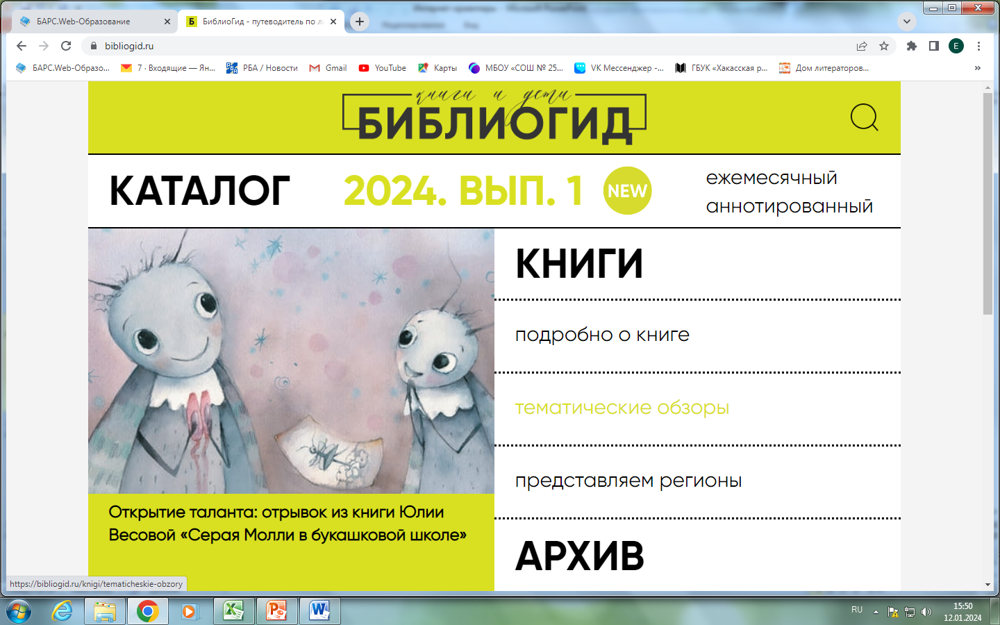 БАРС.Web-Образование
БиблиоГид - путеводитель по л
bibliogid.ru
E
БАРС.Web-Образо...
7 · Входящие — Ян...
РБА / Новости
Gmail
YouTube
Карты
МБОУ «СОШ № 25...
VK Мессенджер -...
ГБУК «Хакасская р...
Дом литераторов...
»
книги и дети
БИБЛИОГИД
КАТАЛОГ
2024. ВЫП. 1
NEW
ежемесячный
аннотированный
КНИГИ
подробно о книге
тематические обзоры
представляем регионы
АРХИВ
Открытие таланта: отрывок из книги Юлии
Весовой «Серая Молли в букашковой школе»
https://bibliogid.ru/knigi/tematicheskie-obzory
RU
15:50
12.01.2024